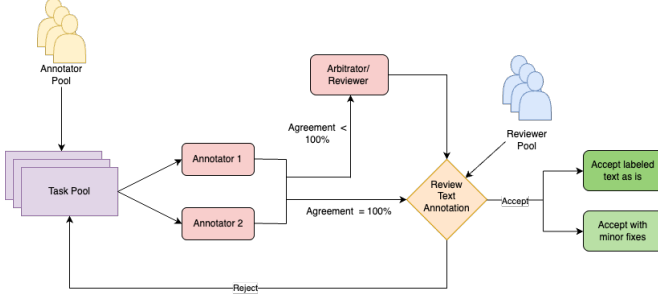 Annotator
Pool
Arbitrator/
Reviewer
Agreement <
100%
Reviewer
Pool
Task Pool
Annotator 1
Annotator 2
Agreement = 100%
Review
Text
Annotation
Accept
Accept labeled
text as is
Accept with
minor fixes
Reject